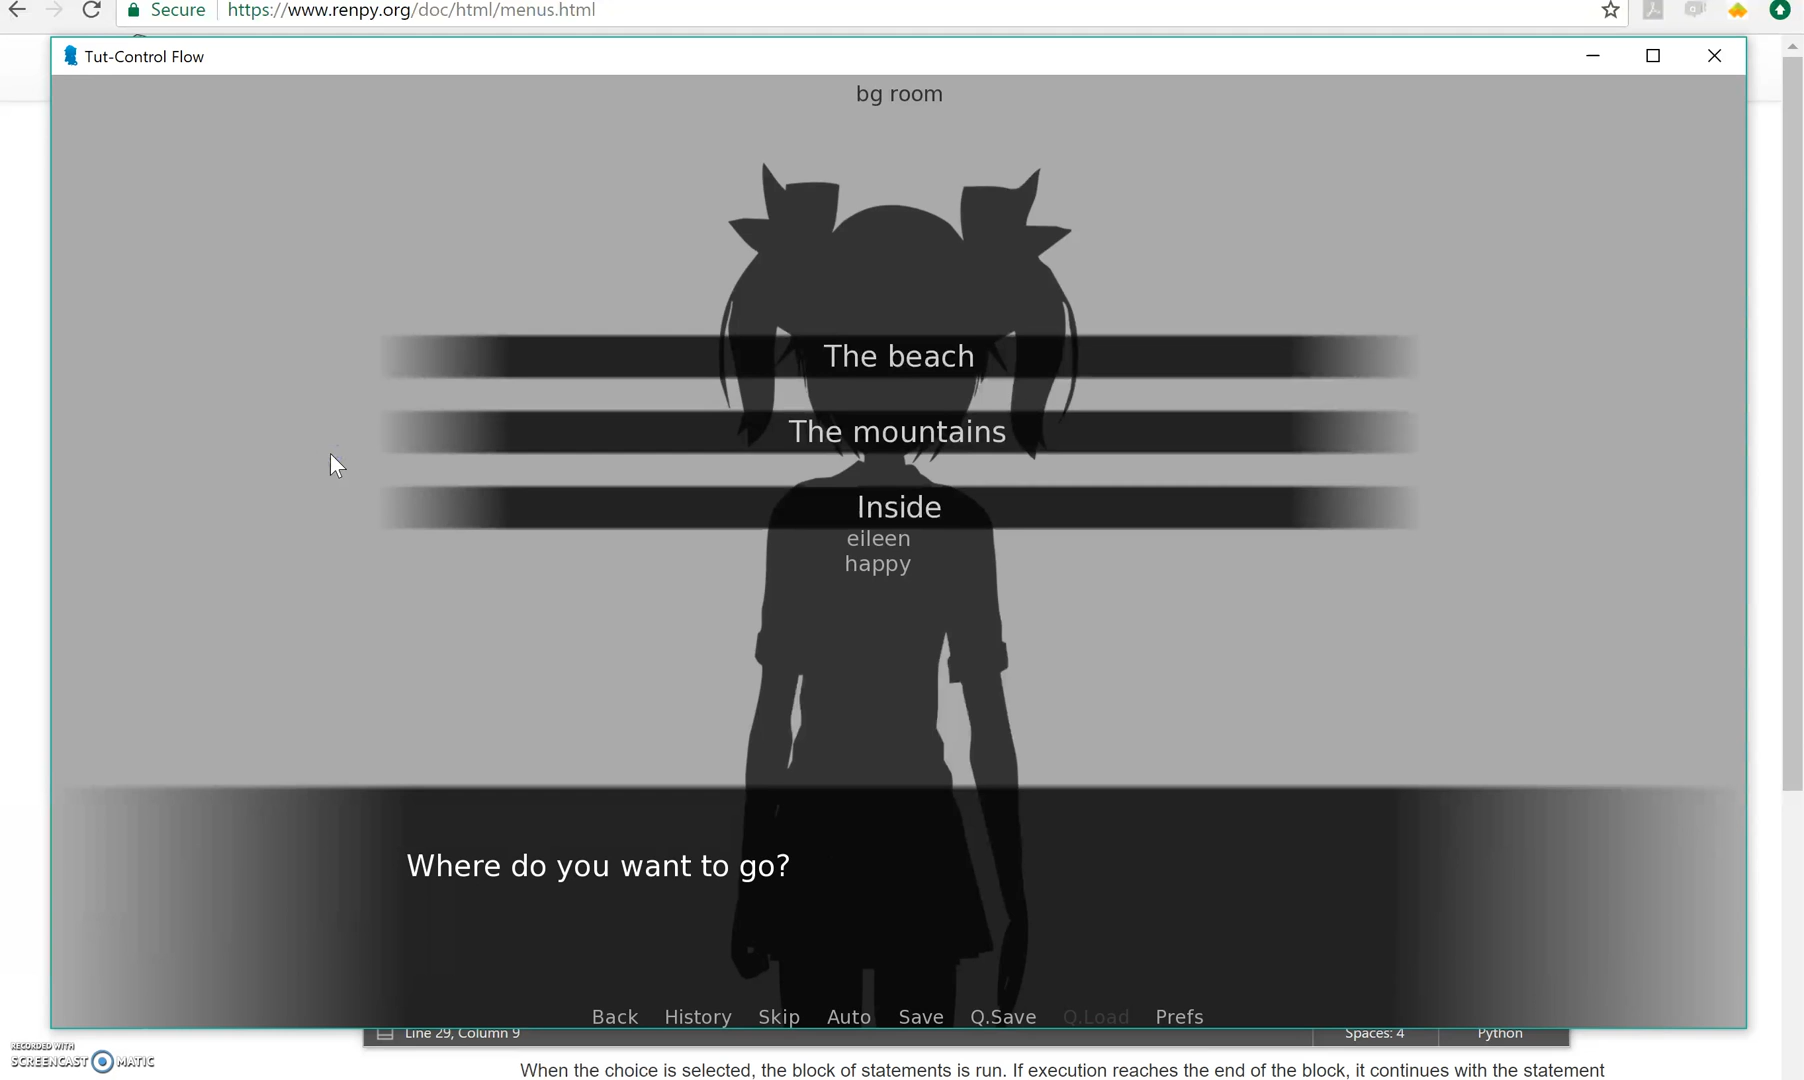 Secure https://www.renpy.org/doc/html/menus.html
Tut-Control Flow
bg room
The beach
The mountains
Inside
eileen
happy
Where do you want to go?
Back History Skip Auto Save Q.Save Q.Load Prefs
Line 29, Column 9 Spaces: 4 Python
RECORDED WITH
SCREENCAST MATIC
When the choice is selected, the block of statements is run. If execution reaches the end of the block, it continues with the statement